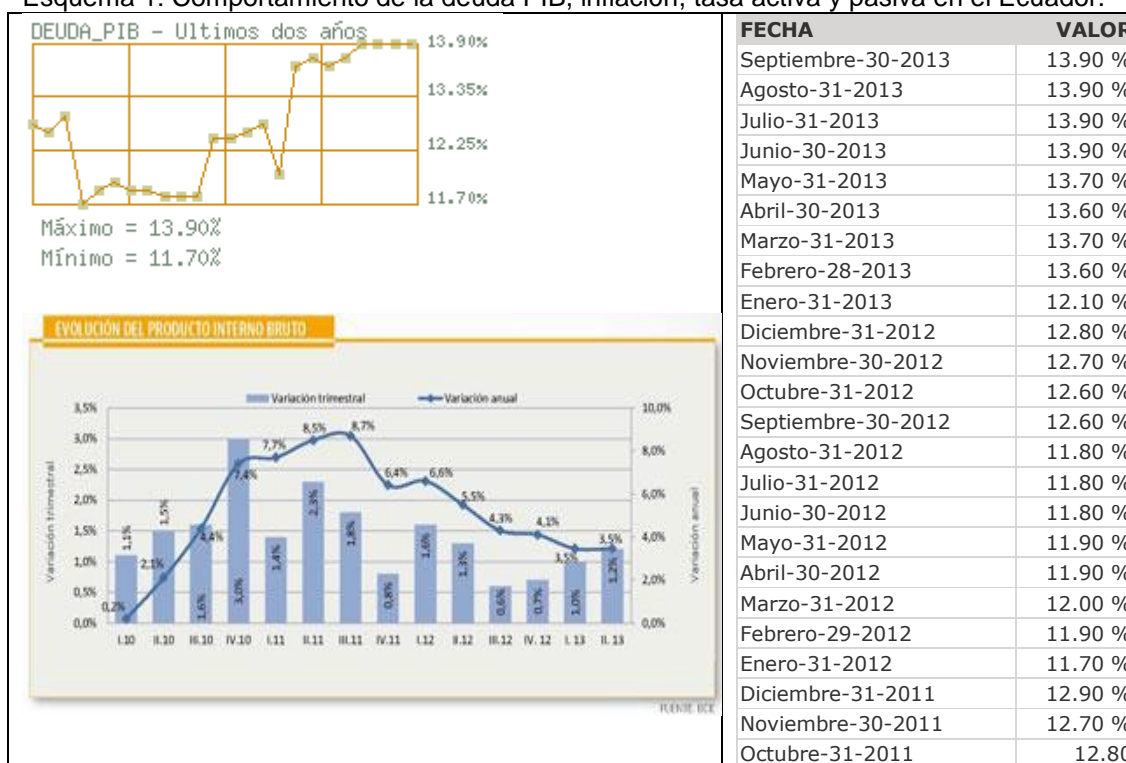 Esquema 1. Comportamiento de la deuda PIB, inflación, tasa activa y pasiva en el Ecuador.
DEUDA_PIB - Ultimos dos años
13.90%
13.35%
12.25%
11.70%
Máximo = 13.90%
Mínimo = 11.70%
EVOLUCIÓN DEL PRODUCTO INTERNO BRUTO
Variación trimestral
Variación anual
3,5%
3,0%
2,5%
2,0%
1,5%
1,0%
0,5%
0,0%
Variación trimestral
10,0%
8,0%
6,0%
4,0%
2,0%
0,0%
Variación anual
0,2%
2,1%
4,4%
7,4%
7,7%
8,5%
8,7%
6,4%
6,6%
5,5%
4,3%
4,1%
3,5%
3,5%
1,1%
1,5%
1,6%
3,0%
1,4%
2,3%
1,8%
0,8%
1,6%
1,3%
0,6%
0,7%
1,0%
1,2%
I.10 II.10 III.10 IV.10 I.11 II.11 III.11 IV.11 I.12 II.12 III.12 IV. 12 I. 13 II. 13
FUENTE: BCE
FECHA VALOR
Septiembre-30-2013 13.90 %
Agosto-31-2013 13.90 %
Julio-31-2013 13.90 %
Junio-30-2013 13.90 %
Mayo-31-2013 13.70 %
Abril-30-2013 13.60 %
Marzo-31-2013 13.70 %
Febrero-28-2013 13.60 %
Enero-31-2013 12.10 %
Diciembre-31-2012 12.80 %
Noviembre-30-2012 12.70 %
Octubre-31-2012 12.60 %
Septiembre-30-2012 12.60 %
Agosto-31-2012 11.80 %
Julio-31-2012 11.80 %
Junio-30-2012 11.80 %
Mayo-31-2012 11.90 %
Abril-30-2012 11.90 %
Marzo-31-2012 12.00 %
Febrero-29-2012 11.90 %
Enero-31-2012 11.70 %
Diciembre-31-2011 12.90 %
Noviembre-30-2011 12.70 %
Octubre-31-2011 12.80